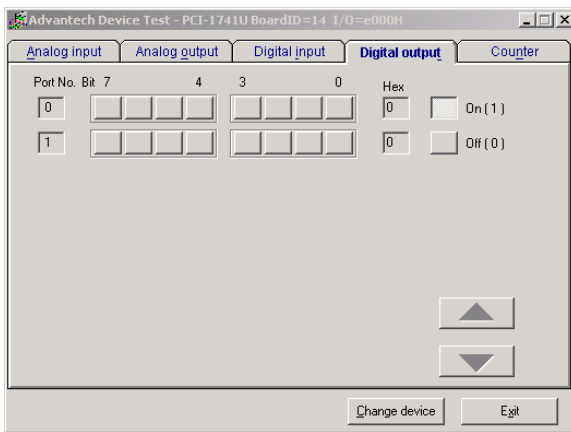 Advantech Device Test - PCI-1741U BoardID=14 I/O=e000H
Analog input Analog output Digital input Digital output Counter
Port No. Bit 7 4 3 0 Hex
0 0 On ( 1 )
1 0 Off ( 0 )
Change device Exit